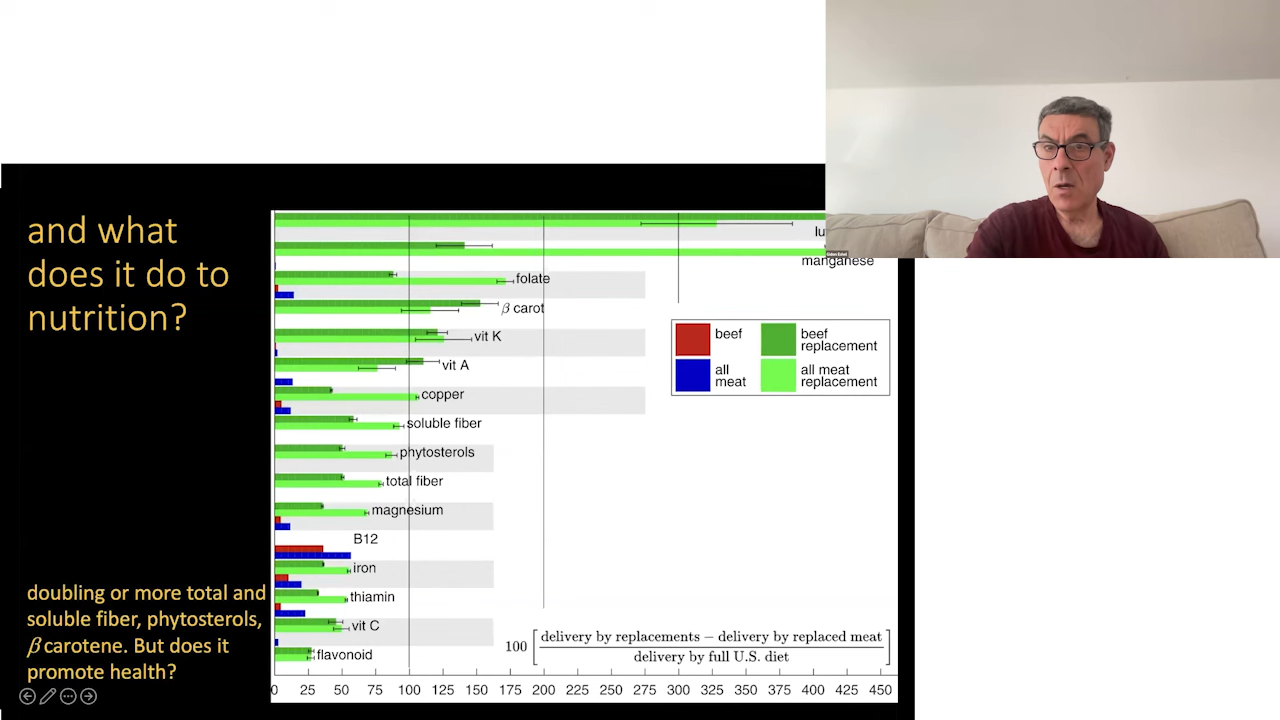 and what
does it do to
nutrition?
doubling or more total and
soluble fiber, phytosterols,
β carotene. But does it
promote health?
lu
manganese
folate
β carot
vit K
vit A
copper
soluble fiber
phytosterols
total fiber
magnesium
B12
iron
thiamin
vit C
flavonoid
beef
beef
replacement
all
meat
all meat
replacement
100 [ delivery by replacements − delivery by replaced meat
delivery by full U.S. diet ]
0 25 50 75 100 125 150 175 200 225 250 275 300 325 350 375 400 425 450